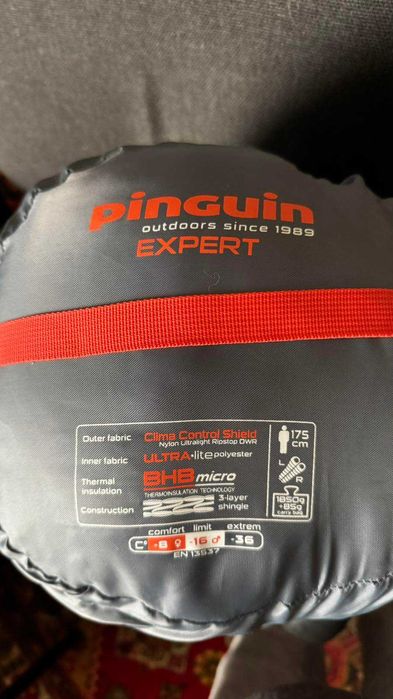 pinguin
outdoors since 1989
EXPERT
Outer fabric Clima Control Shield
Nylon Ultralight Ripstop DWR
Inner fabric ULTRA•lite polyester
Thermal insulation BHB micro
THERMOINSULATION TECHNOLOGY
Construction 3-layer shingle
175 cm
L
R
1850g
+85g
carry bag
comfort limit extrem
C° -8 ♀ -16 ♂ -36
EN 13537